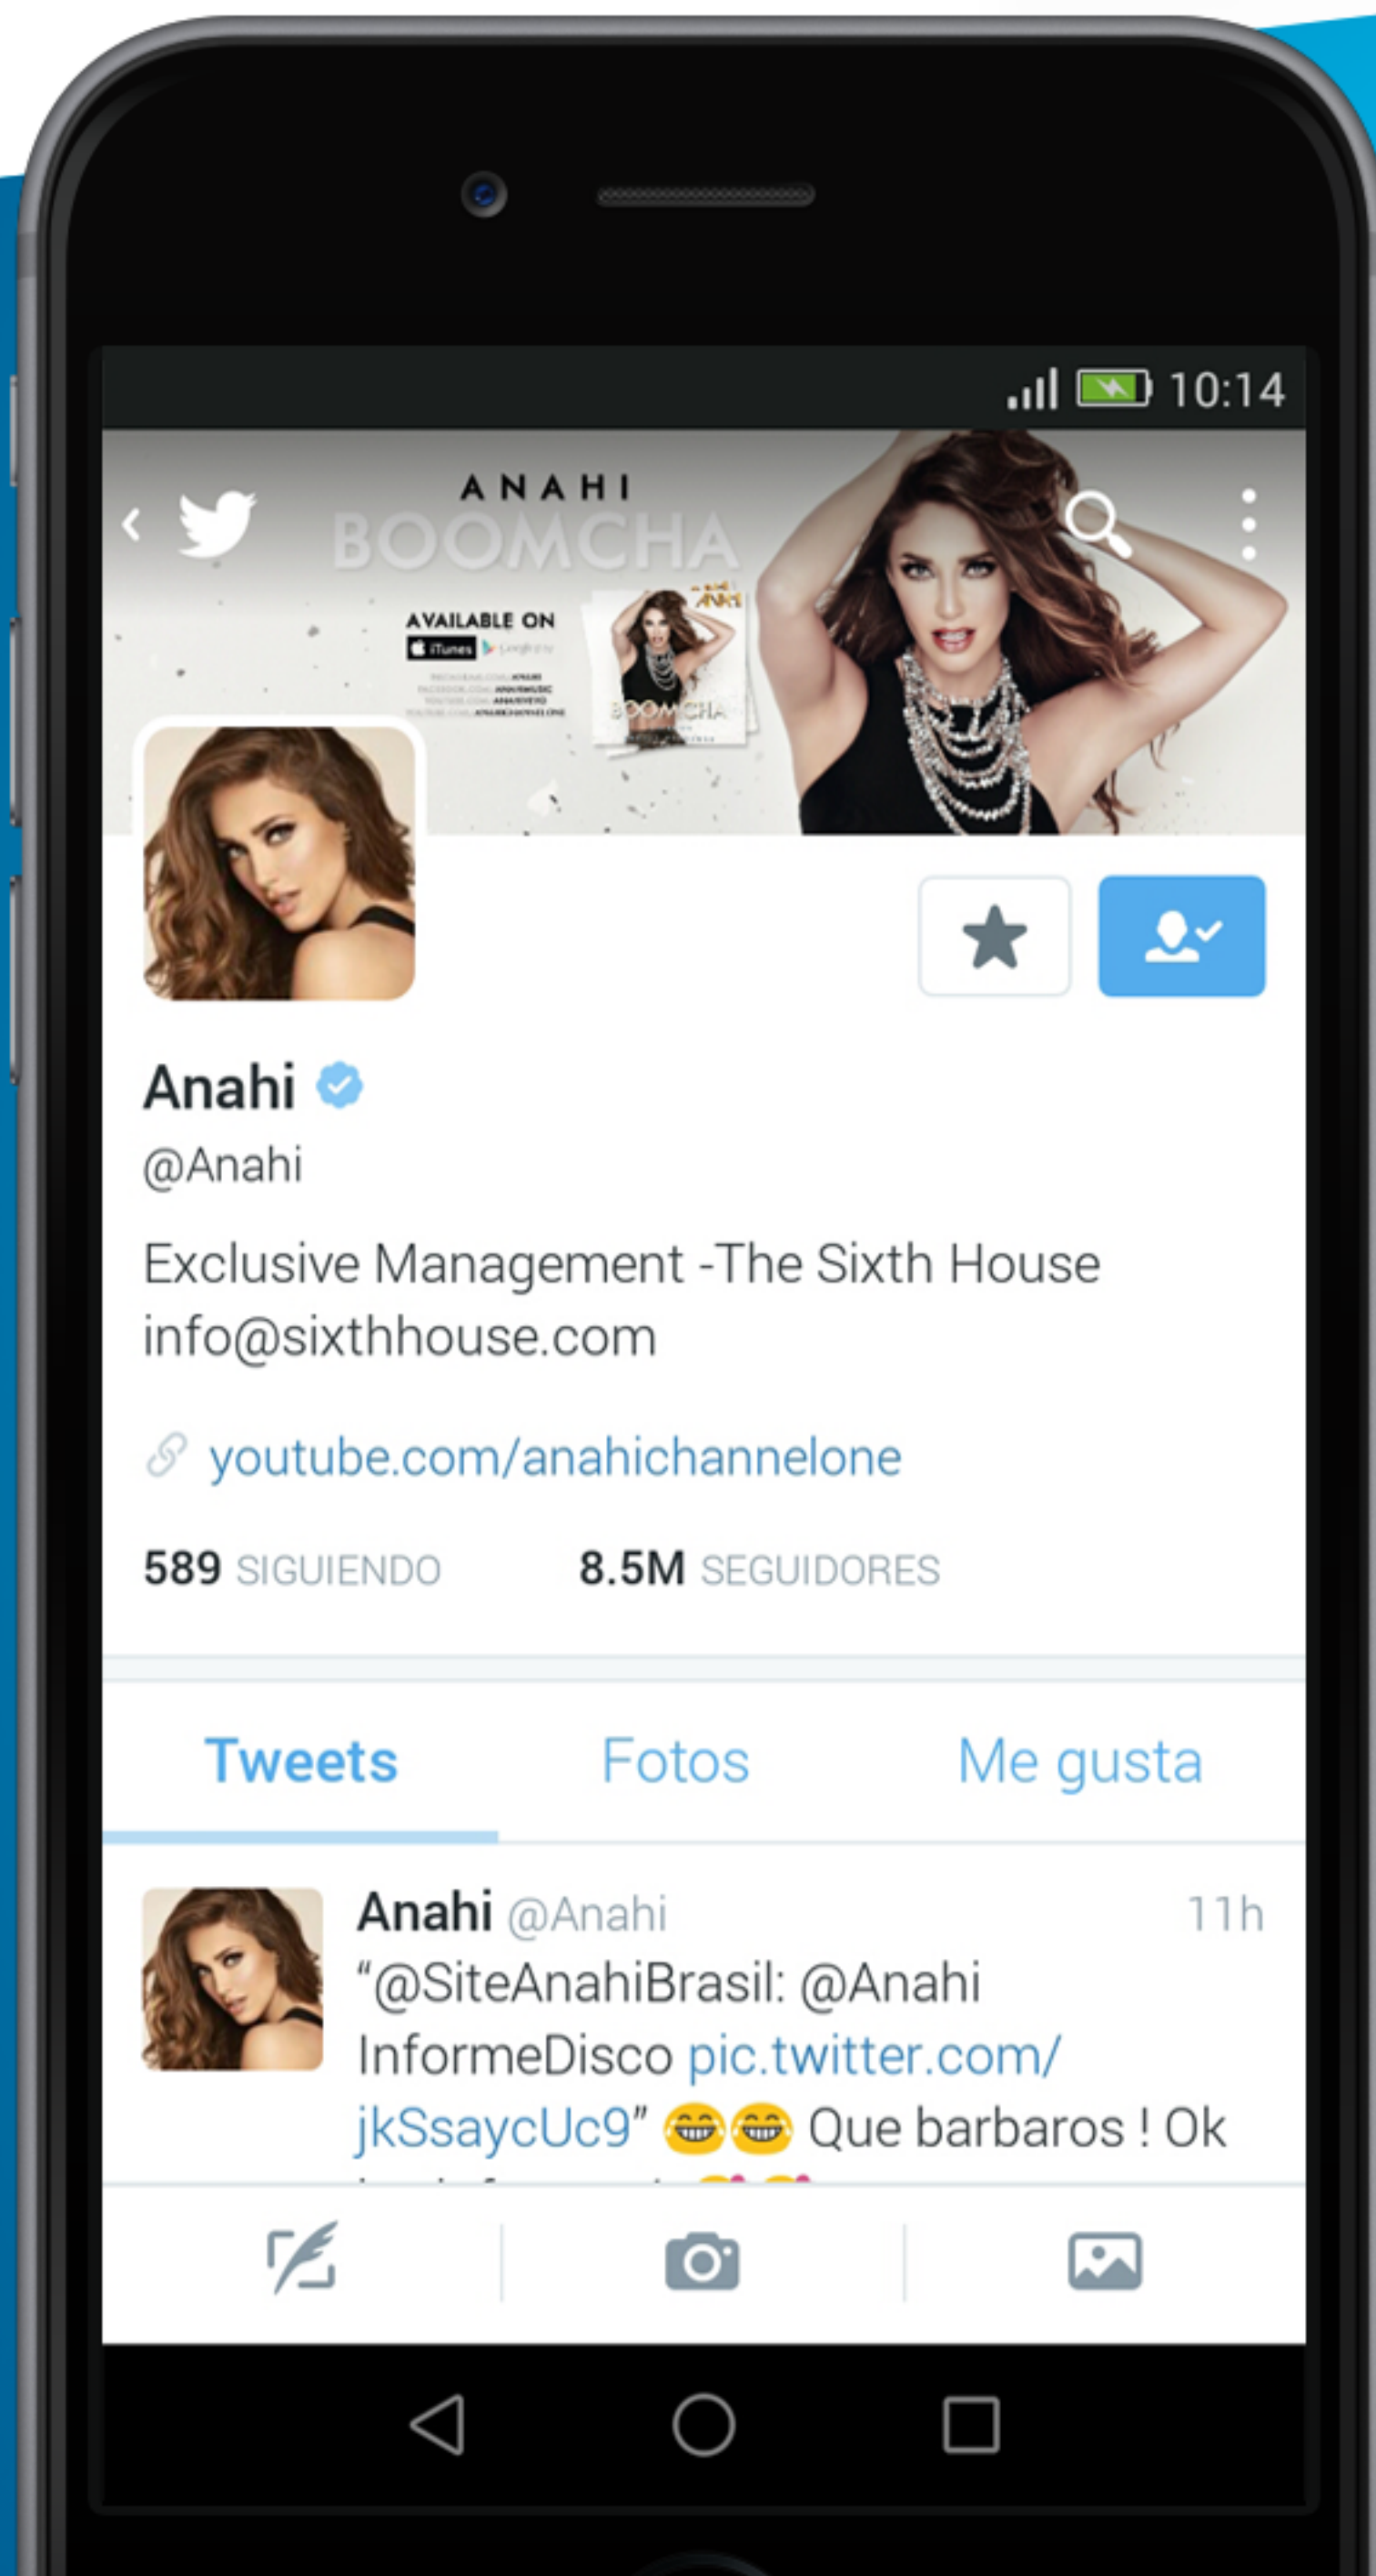 10:14
ANAHI
BOOMCHA
AVAILABLE ON
iTunes
ANAHI
BOOMCHA
Anahi
@Anahi
Exclusive Management -The Sixth House
info@sixthhouse.com
youtube.com/anahichannelone
589 SIGUIENDO 8.5M SEGUIDORES
Tweets Fotos Me gusta
Anahi @Anahi 11h
“@SiteAnahiBrasil: @Anahi
InformeDisco pic.twitter.com/
jkSsaycUc9” 😂😂 Que barbaros ! Ok